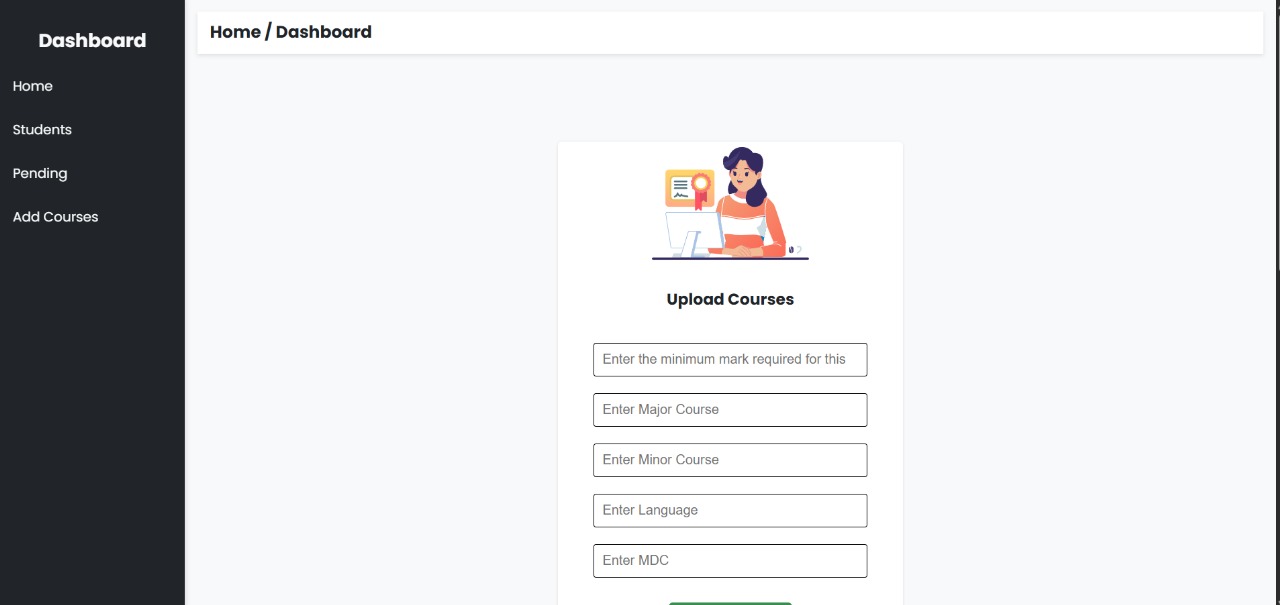 Dashboard
Home
Students
Pending
Add Courses
Home / Dashboard
Upload Courses
Enter the minimum mark required for this
Enter Major Course
Enter Minor Course
Enter Language
Enter MDC